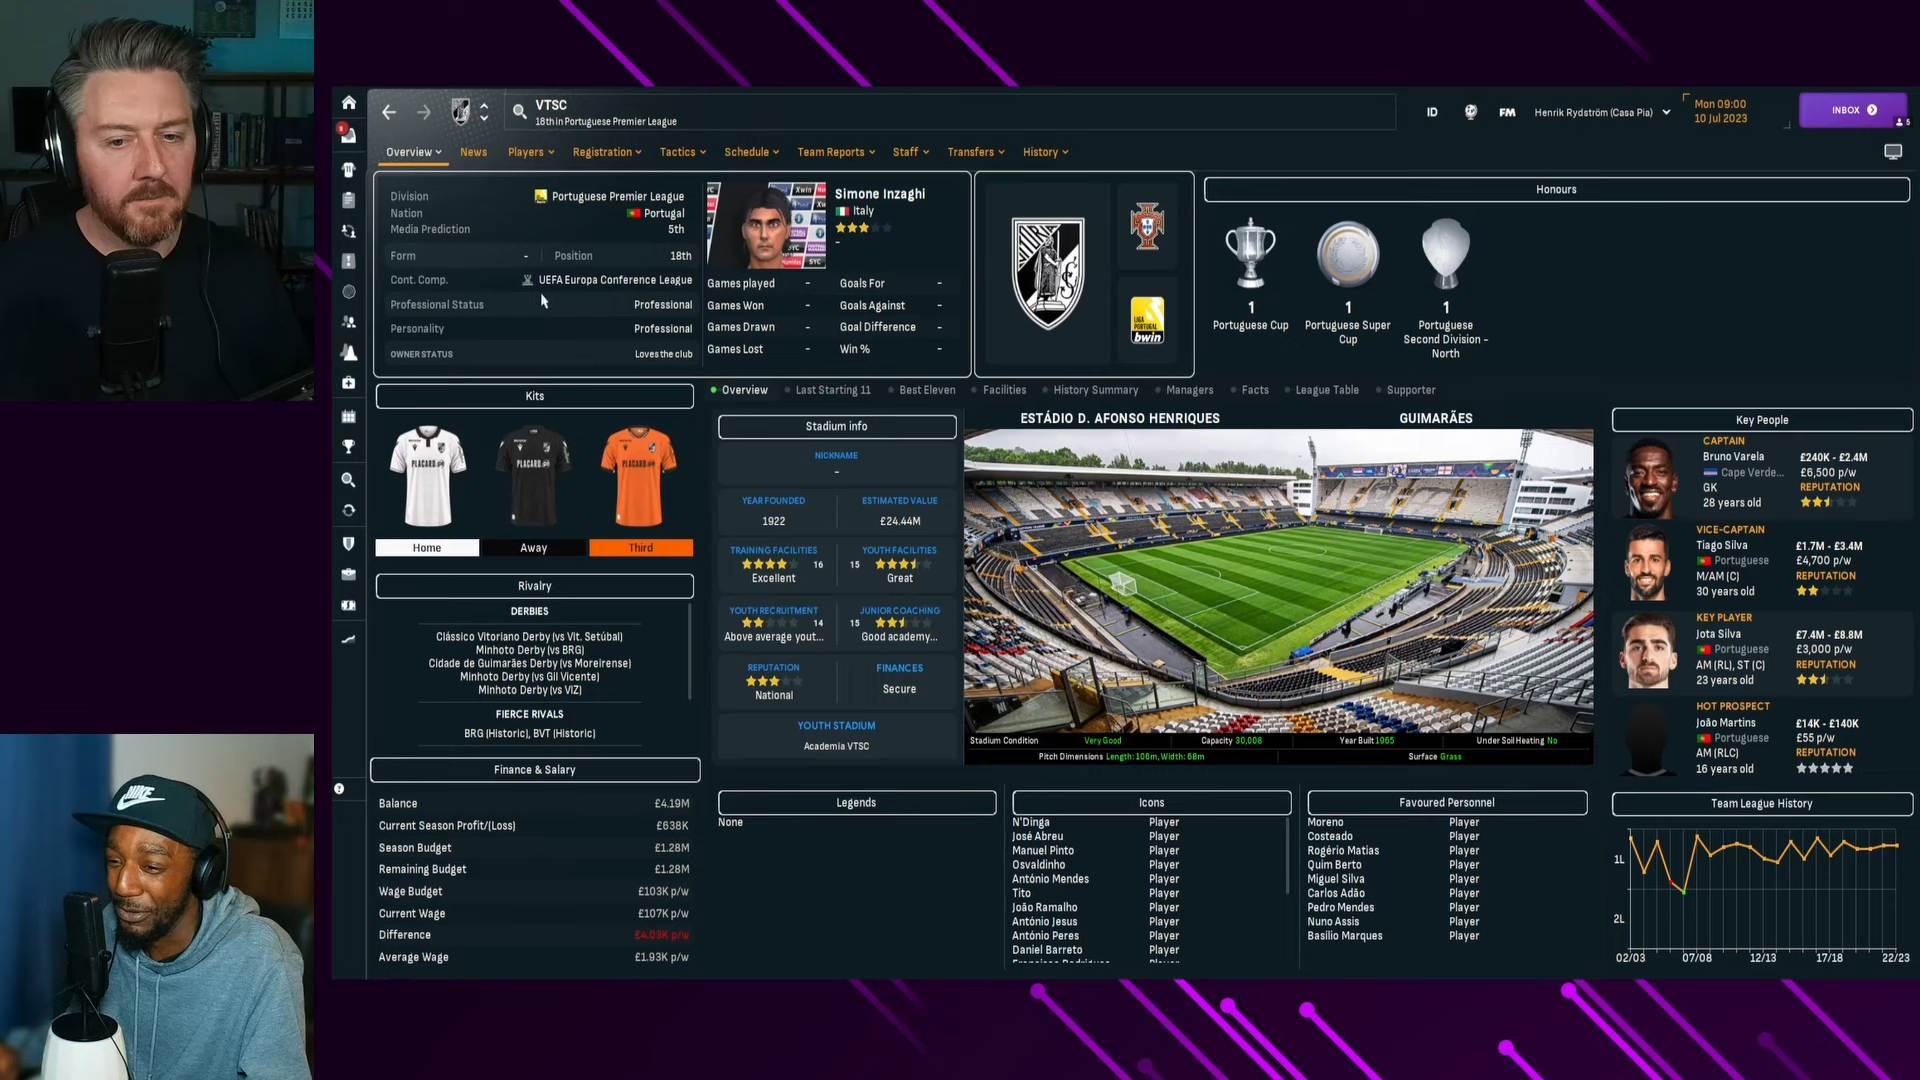 VTSC
18th in Portuguese Premier League
ID
FM
Henrik Rydström (Casa Pia)
Mon 09:00
10 Jul 2023
INBOX
5
Overview
News
Players
Registration
Tactics
Schedule
Team Reports
Staff
Transfers
History
Division
Portuguese Premier League
Nation
Portugal
Media Prediction
5th
Form
-
Position
18th
Cont. Comp.
UEFA Europa Conference League
Professional Status
Professional
Personality
Professional
OWNER STATUS
Loves the club
Simone Inzaghi
Italy
-
Games played -
Goals For -
Games Won -
Goals Against -
Games Drawn -
Goal Difference -
Games Lost -
Win % -
LIGA PORTUGAL
bwin
Honours
1
Portuguese Cup
1
Portuguese Super Cup
1
Portuguese Second Division - North
Kits
PLACARD
PLACARD
PLACARD
Home
Away
Third
Rivalry
DERBIES
Clássico Vitoriano Derby (vs Vit. Setúbal)
Minhoto Derby (vs BRG)
Cidade de Guimarães Derby (vs Moreirense)
Minhoto Derby (vs Gil Vicente)
Minhoto Derby (vs VIZ)
FIERCE RIVALS
BRG (Historic), BVT (Historic)
Finance & Salary
Balance £4.19M
Current Season Profit/(Loss) £638K
Season Budget £1.28M
Remaining Budget £1.28M
Wage Budget £103K p/w
Current Wage £107K p/w
Difference £4.03K p/w
Average Wage £1.93K p/w
Overview
Last Starting 11
Best Eleven
Facilities
History Summary
Managers
Facts
League Table
Supporter
Stadium info
NICKNAME
-
YEAR FOUNDED
1922
ESTIMATED VALUE
£24.44M
TRAINING FACILITIES
16
Excellent
YOUTH FACILITIES
15
Great
YOUTH RECRUITMENT
14
Above average yout...
JUNIOR COACHING
15
Good academy...
REPUTATION
National
FINANCES
Secure
YOUTH STADIUM
Academia VTSC
ESTÁDIO D. AFONSO HENRIQUES
GUIMARÃES
Stadium Condition Very Good
Capacity 30,008
Year Built 1965
Under Soil Heating No
Pitch Dimensions Length: 106m, Width: 68m
Surface Grass
Legends
None
Icons
N'Dinga Player
José Abreu Player
Manuel Pinto Player
Osvaldinho Player
António Mendes Player
Tito Player
João Ramalho Player
António Jesus Player
António Peres Player
Daniel Barreto Player
Favoured Personnel
Moreno Player
Costeado Player
Rogério Matias Player
Quim Berto Player
Miguel Silva Player
Carlos Adão Player
Pedro Mendes Player
Nuno Assis Player
Basílio Marques Player
Key People
CAPTAIN
Bruno Varela £240K - £2.4M
Cape Verde... £6,500 p/w
GK REPUTATION
28 years old
VICE-CAPTAIN
Tiago Silva £1.7M - £3.4M
Portuguese £4,700 p/w
M/AM (C) REPUTATION
30 years old
KEY PLAYER
Jota Silva £7.4M - £8.8M
Portuguese £3,000 p/w
AM (RL), ST (C) REPUTATION
23 years old
HOT PROSPECT
João Martins £14K - £140K
Portuguese £55 p/w
AM (RLC) REPUTATION
16 years old
Team League History
1L
2L
02/03 07/08 12/13 17/18 22/23
NIKE